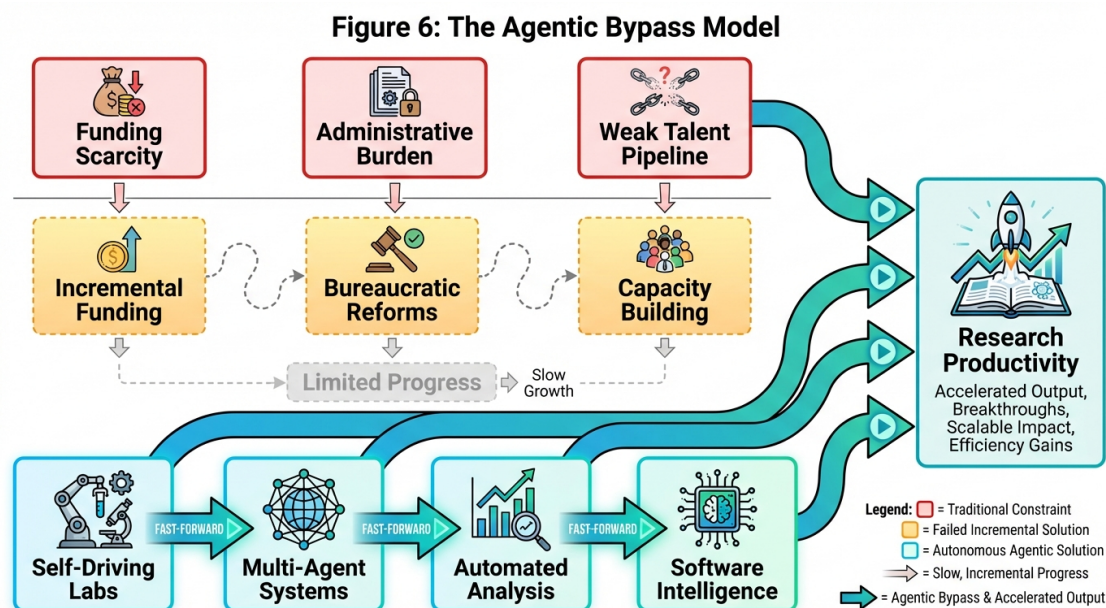 Figure 6: The Agentic Bypass Model
$
Funding
Scarcity
Administrative
Burden
?
Weak Talent
Pipeline
$
Incremental
Funding
Bureaucratic
Reforms
Capacity
Building
Limited Progress
Slow
Growth
Research
Productivity
Accelerated Output,
Breakthroughs,
Scalable Impact,
Efficiency Gains
Self-Driving
Labs
FAST-FORWARD
Multi-Agent
Systems
FAST-FORWARD
Automated
Analysis
FAST-FORWARD
Software
Intelligence
Legend: = Traditional Constraint
= Failed Incremental Solution
= Autonomous Agentic Solution
= Slow, Incremental Progress
= Agentic Bypass & Accelerated Output